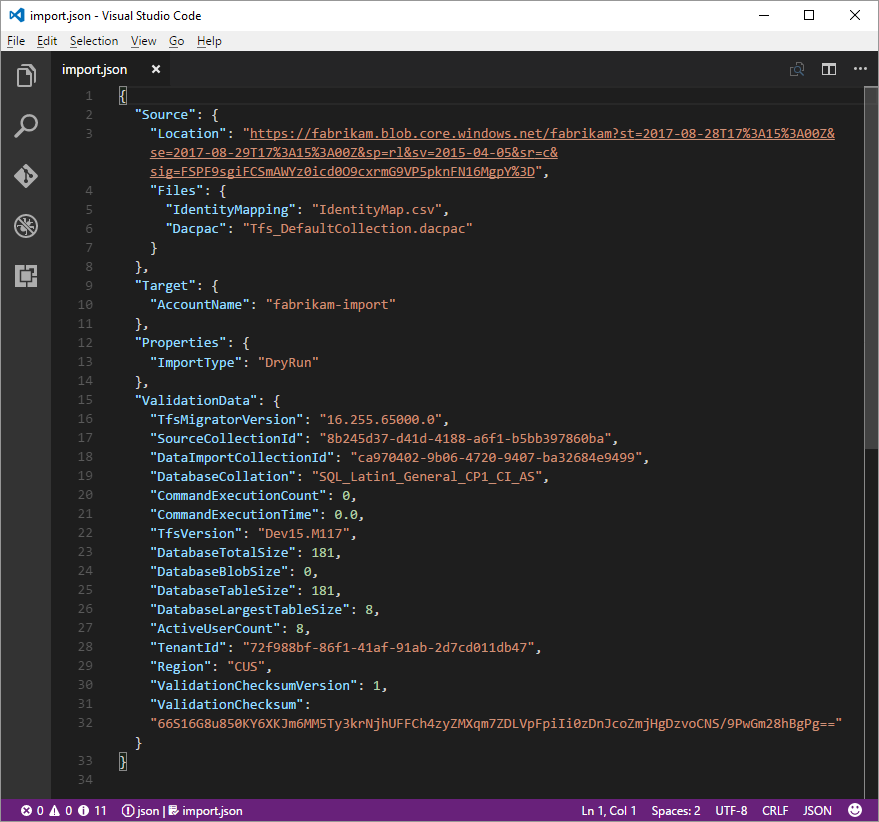 import.json - Visual Studio Code
File Edit Selection View Go Help
import.json
1 {
2 "Source": {
3 "Location": "https://fabrikam.blob.core.windows.net/fabrikam?st=2017-08-28T17%3A15%3A00Z&
se=2017-08-29T17%3A15%3A00Z&sp=rl&sv=2015-04-05&sr=c&
sig=FSPF9sgiFCSmAWYz0icd0O9cxrmG9VP5pknFN16MgpY%3D",
4 "Files": {
5 "IdentityMapping": "IdentityMap.csv",
6 "Dacpac": "Tfs_DefaultCollection.dacpac"
7 }
8 },
9 "Target": {
10 "AccountName": "fabrikam-import"
11 },
12 "Properties": {
13 "ImportType": "DryRun"
14 },
15 "ValidationData": {
16 "TfsMigratorVersion": "16.255.65000.0",
17 "SourceCollectionId": "8b245d37-d41d-4188-a6f1-b5bb397860ba",
18 "DataImportCollectionId": "ca970402-9b06-4720-9407-ba32684e9499",
19 "DatabaseCollation": "SQL_Latin1_General_CP1_CI_AS",
20 "CommandExecutionCount": 0,
21 "CommandExecutionTime": 0.0,
22 "TfsVersion": "Dev15.M117",
23 "DatabaseTotalSize": 181,
24 "DatabaseBlobSize": 0,
25 "DatabaseTableSize": 181,
26 "DatabaseLargestTableSize": 8,
27 "ActiveUserCount": 8,
28 "TenantId": "72f988bf-86f1-41af-91ab-2d7cd011db47",
29 "Region": "CUS",
30 "ValidationChecksumVersion": 1,
31 "ValidationChecksum":
32 "66S16G8u850KY6XKJm6MM5Ty3krNjhUFFCh4zyZMXqm7ZDLVpFpiIi0zDnJcoZmjHgDzvoCNS/9PwGm28hBgPg=="
}
33 }
34
0 0 11 json | import.json Ln 1, Col 1 Spaces: 2 UTF-8 CRLF JSON